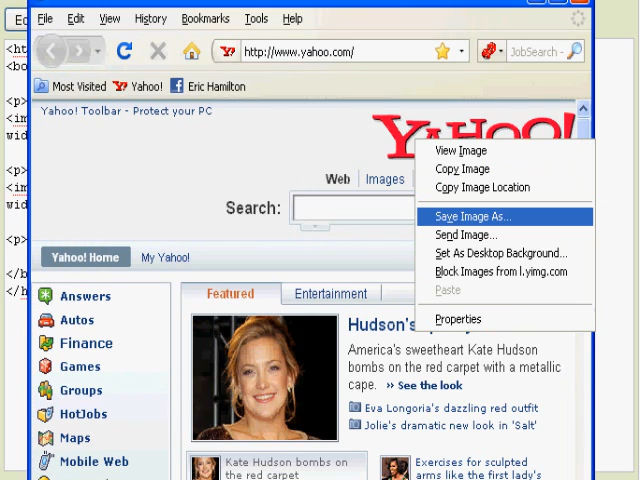 File Edit View History Bookmarks Tools Help
http://www.yahoo.com/
JobSearch -
Most Visited Yahoo! Eric Hamilton
Yahoo! Toolbar - Protect your PC
YAHOO!
Web Images
Search:
Yahoo! Home My Yahoo!
View Image
Copy Image
Copy Image Location
Save Image As...
Send Image...
Set As Desktop Background...
Block Images from l.yimg.com
Paste
Properties
<p>
wid
<p>
wid
<p>
Answers
Autos
Finance
Games
Groups
HotJobs
Maps
Mobile Web
Featured Entertainment
Hudson's
America's sweetheart Kate Hudson
bombs on the red carpet with a metallic
cape. » See the look
Eva Longoria's dazzling red outfit
Jolie's dramatic new look in 'Salt'
Kate Hudson bombs on
the red carpet
Exercises for sculpted
arms like the first lady's